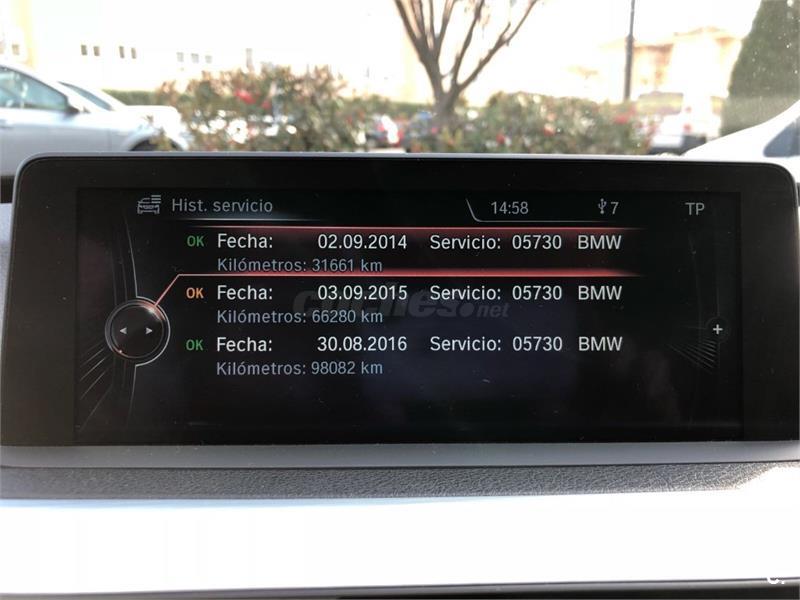 Hist. servicio 14:58 7 TP
OK Fecha: 02.09.2014 Servicio: 05730 BMW
Kilómetros: 31661 km
OK Fecha: 03.09.2015 Servicio: 05730 BMW
Kilómetros: 66280 km
coches.net
OK Fecha: 30.08.2016 Servicio: 05730 BMW
Kilómetros: 98082 km
c.